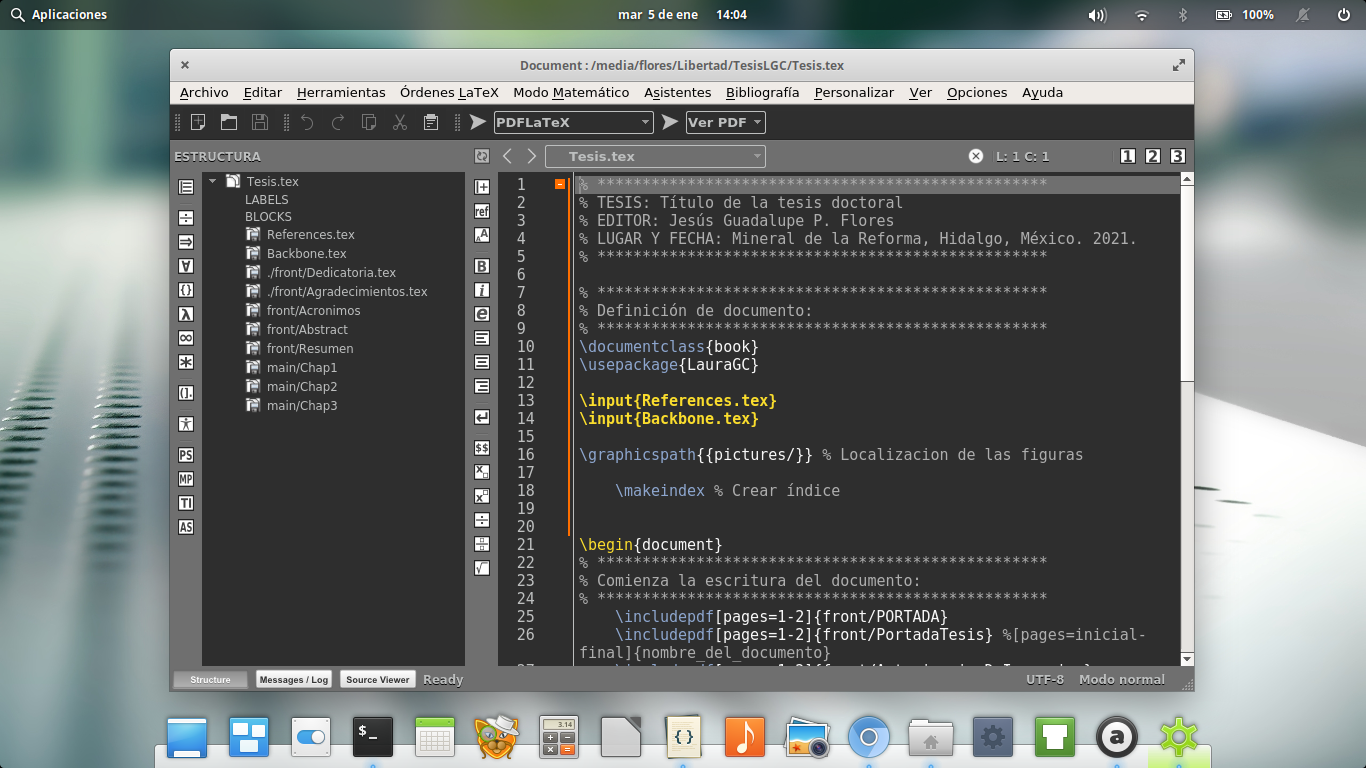 Aplicaciones
mar 5 de ene 14:04
100%
Document : /media/flores/Libertad/TesisLGC/Tesis.tex
Archivo Editar Herramientas Órdenes LaTeX Modo Matemático Asistentes Bibliografía Personalizar Ver Opciones Ayuda
PDFLaTeX Ver PDF
ESTRUCTURA
Tesis.tex
L: 1 C: 1
1 2 3
Tesis.tex
LABELS
BLOCKS
References.tex
Backbone.tex
./front/Dedicatoria.tex
./front/Agradecimientos.tex
front/Acronimos
front/Abstract
front/Resumen
main/Chap1
main/Chap2
main/Chap3
PS
MP
TI
AS
ref
B
i
e
$$
1 % **************************************************
2 % TESIS: Título de la tesis doctoral
3 % EDITOR: Jesús Guadalupe P. Flores
4 % LUGAR Y FECHA: Mineral de la Reforma, Hidalgo, México. 2021.
5 % **************************************************
6
7 % **************************************************
8 % Definición de documento:
9 % **************************************************
10 \documentclass{book}
11 \usepackage{LauraGC}
12
13 \input{References.tex}
14 \input{Backbone.tex}
15
16 \graphicspath{{pictures/}} % Localizacion de las figuras
17
18 \makeindex % Crear índice
19
20
21 \begin{document}
22 % **************************************************
23 % Comienza la escritura del documento:
24 % **************************************************
25 \includepdf[pages=1-2]{front/PORTADA}
26 \includepdf[pages=1-2]{front/PortadaTesis} %[pages=inicial-
final]{nombre_del_documento}
Structure Messages / Log Source Viewer Ready
UTF-8 Modo normal
3.14